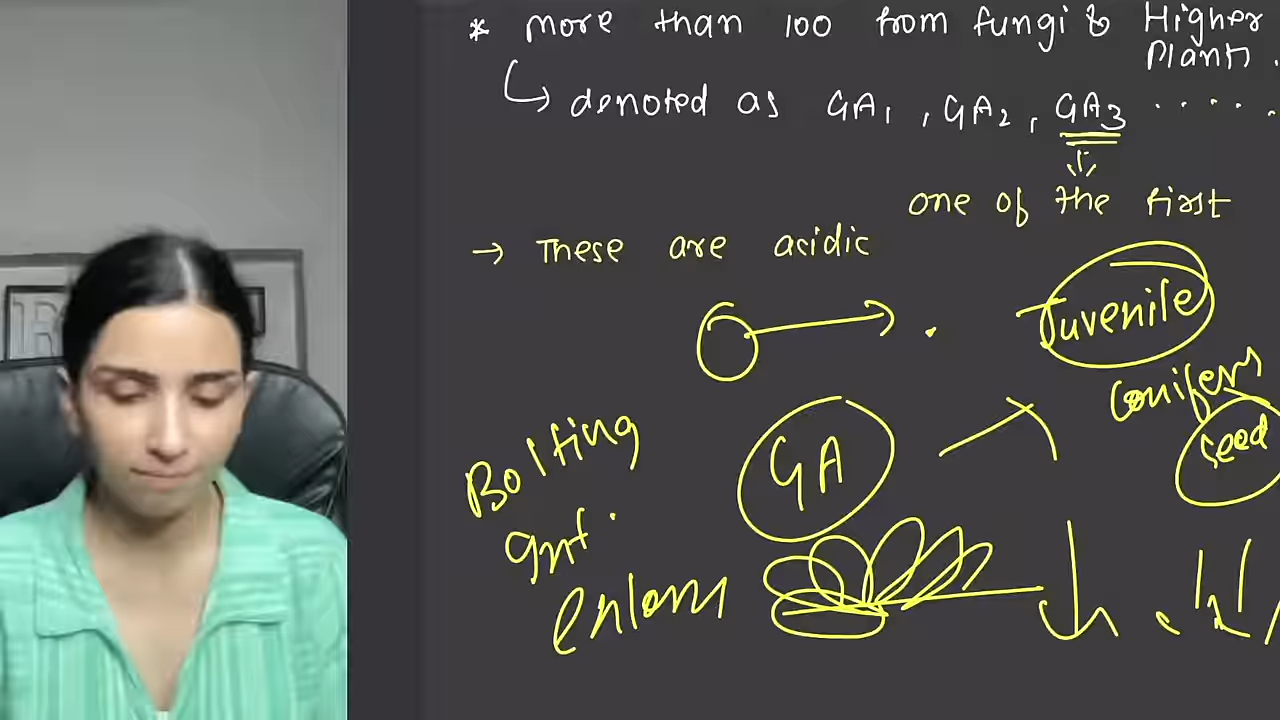 * More than 100 from fungi & Higher
Plants.
↳ denoted as GA1, GA2, GA3 .....
one of the first
→ These are acidic
Juvenile
Conifers
seed
GA
Bolting